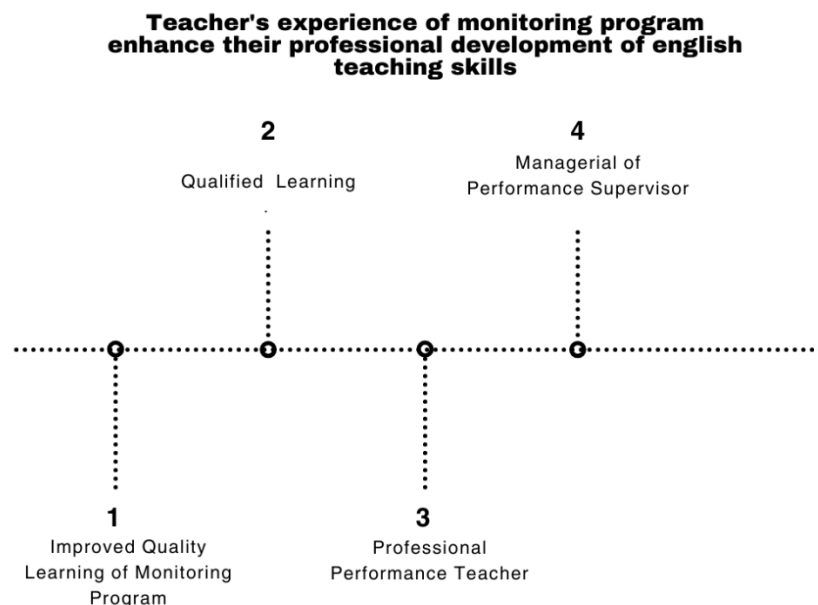 Teacher's experience of monitoring program
enhance their professional development of english
teaching skills
2
Qualified Learning
.
4
Managerial of
Performance Supervisor
1
Improved Quality
Learning of Monitoring
Program
3
Professional
Performance Teacher